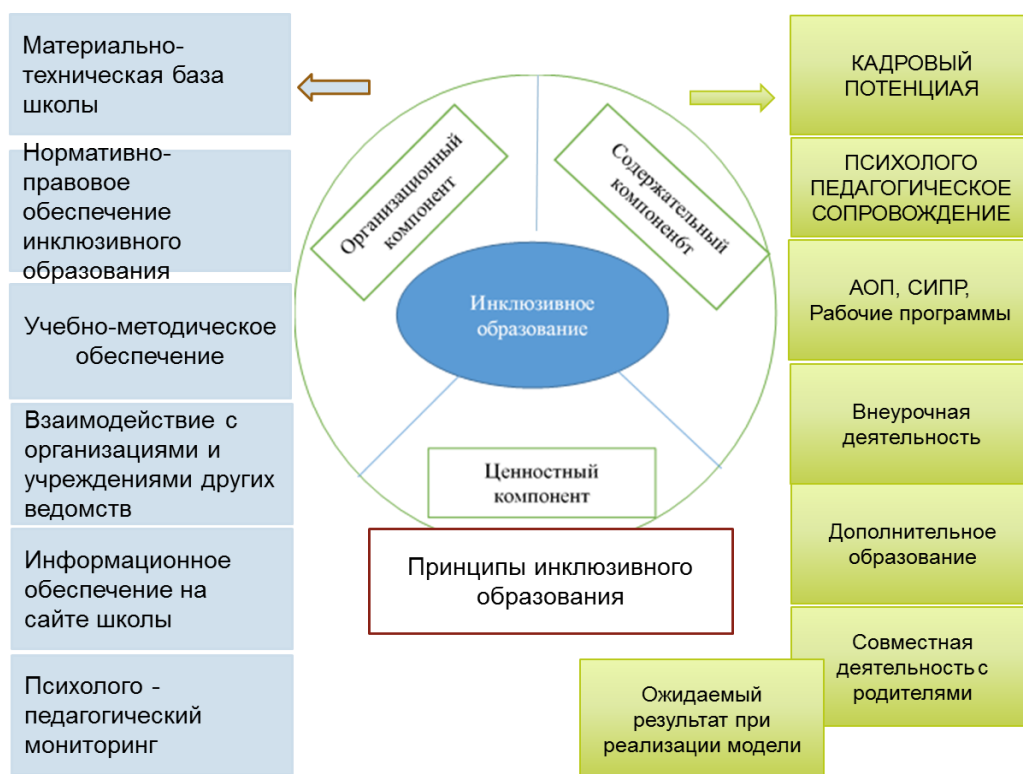 Материально-
техническая база
школы
Нормативно-
правовое
обеспечение
инклюзивного
образования
Учебно-методическое
обеспечение
Взаимодействие с
организациями и
учреждениями других
ведомств
Информационное
обеспечение на
сайте школы
Психолого -
педагогический
мониторинг
Организационный
компонент
Содержательный
компоненбт
Инклюзивное
образование
Ценностный
компонент
Принципы инклюзивного
образования
КАДРОВЫЙ
ПОТЕНЦИАЯ
ПСИХОЛОГО
ПЕДАГОГИЧЕСКОЕ
СОПРОВОЖДЕНИЕ
АОП, СИПР,
Рабочие программы
Внеурочная
деятельность
Дополнительное
образование
Совместная
деятельность с
родителями
Ожидаемый
результат при
реализации модели